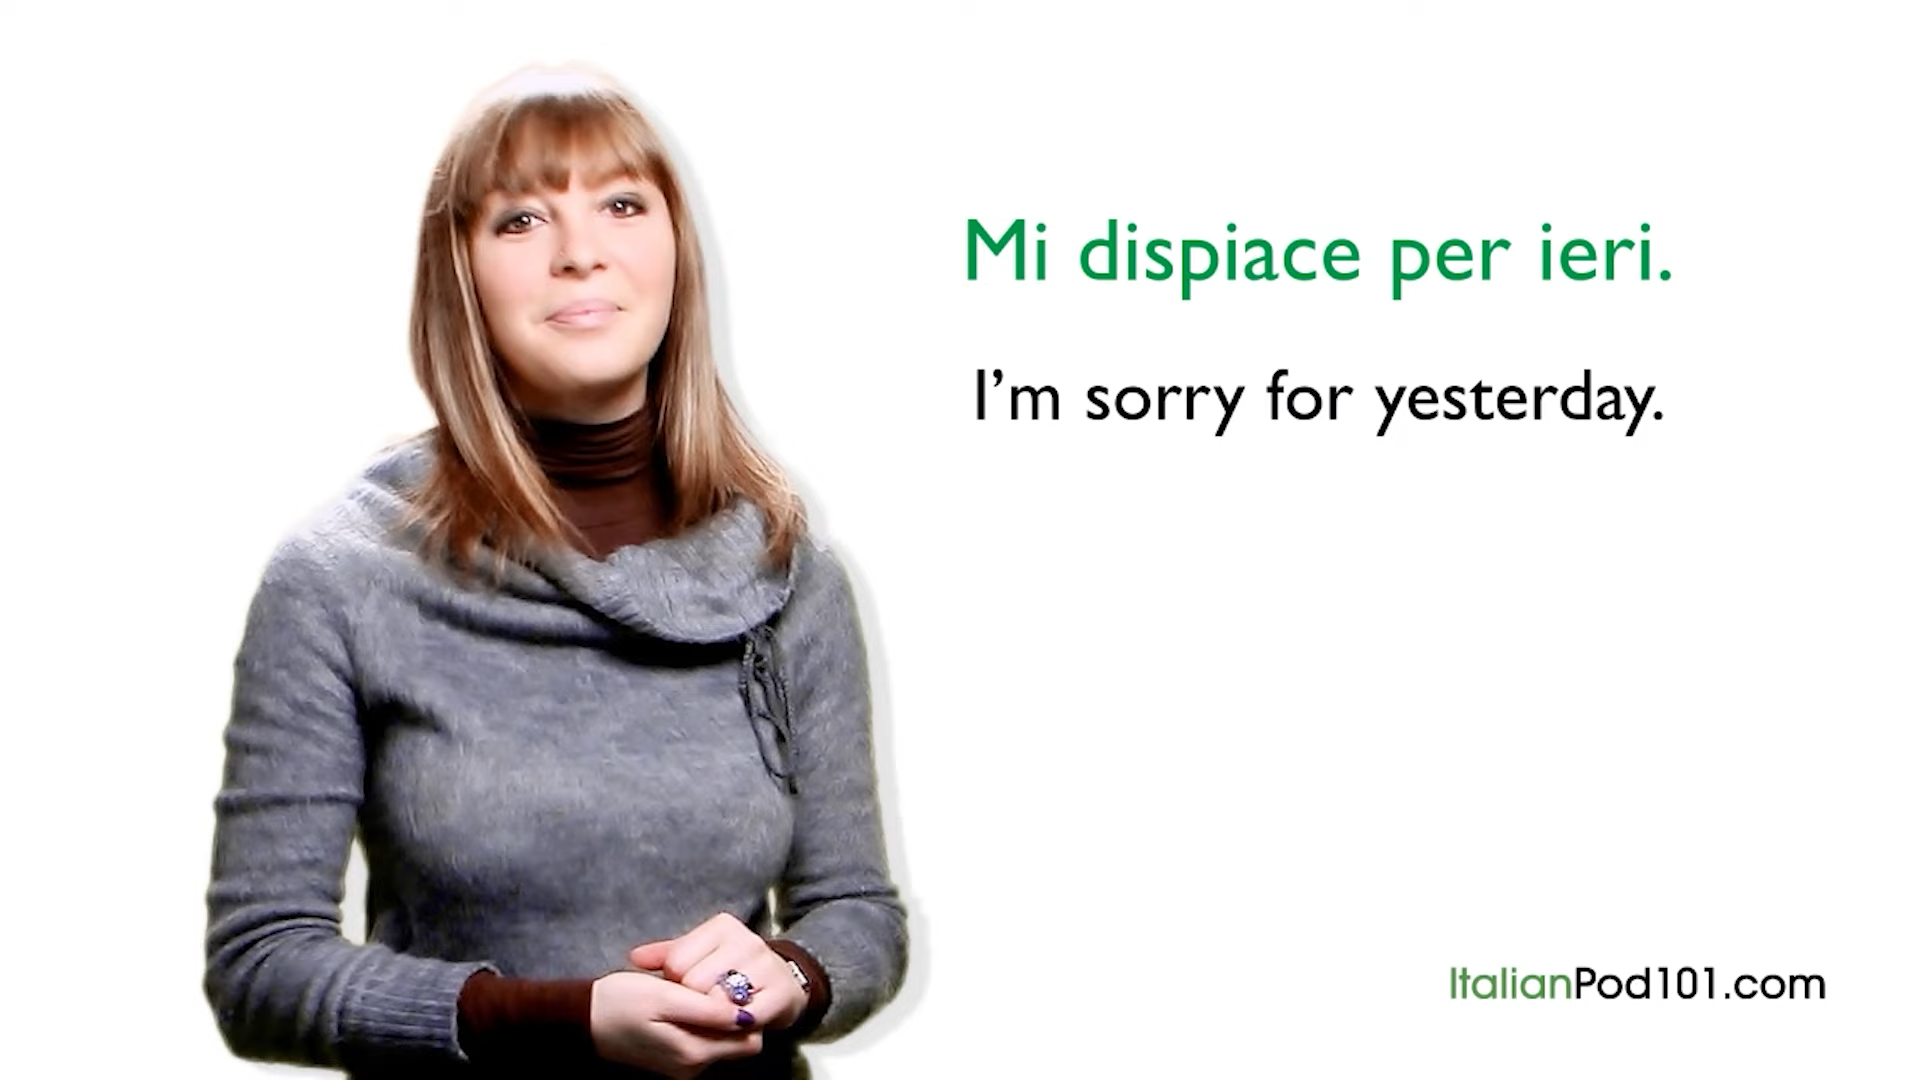 Mi dispiace per ieri.
I'm sorry for yesterday.
ItalianPod101.com